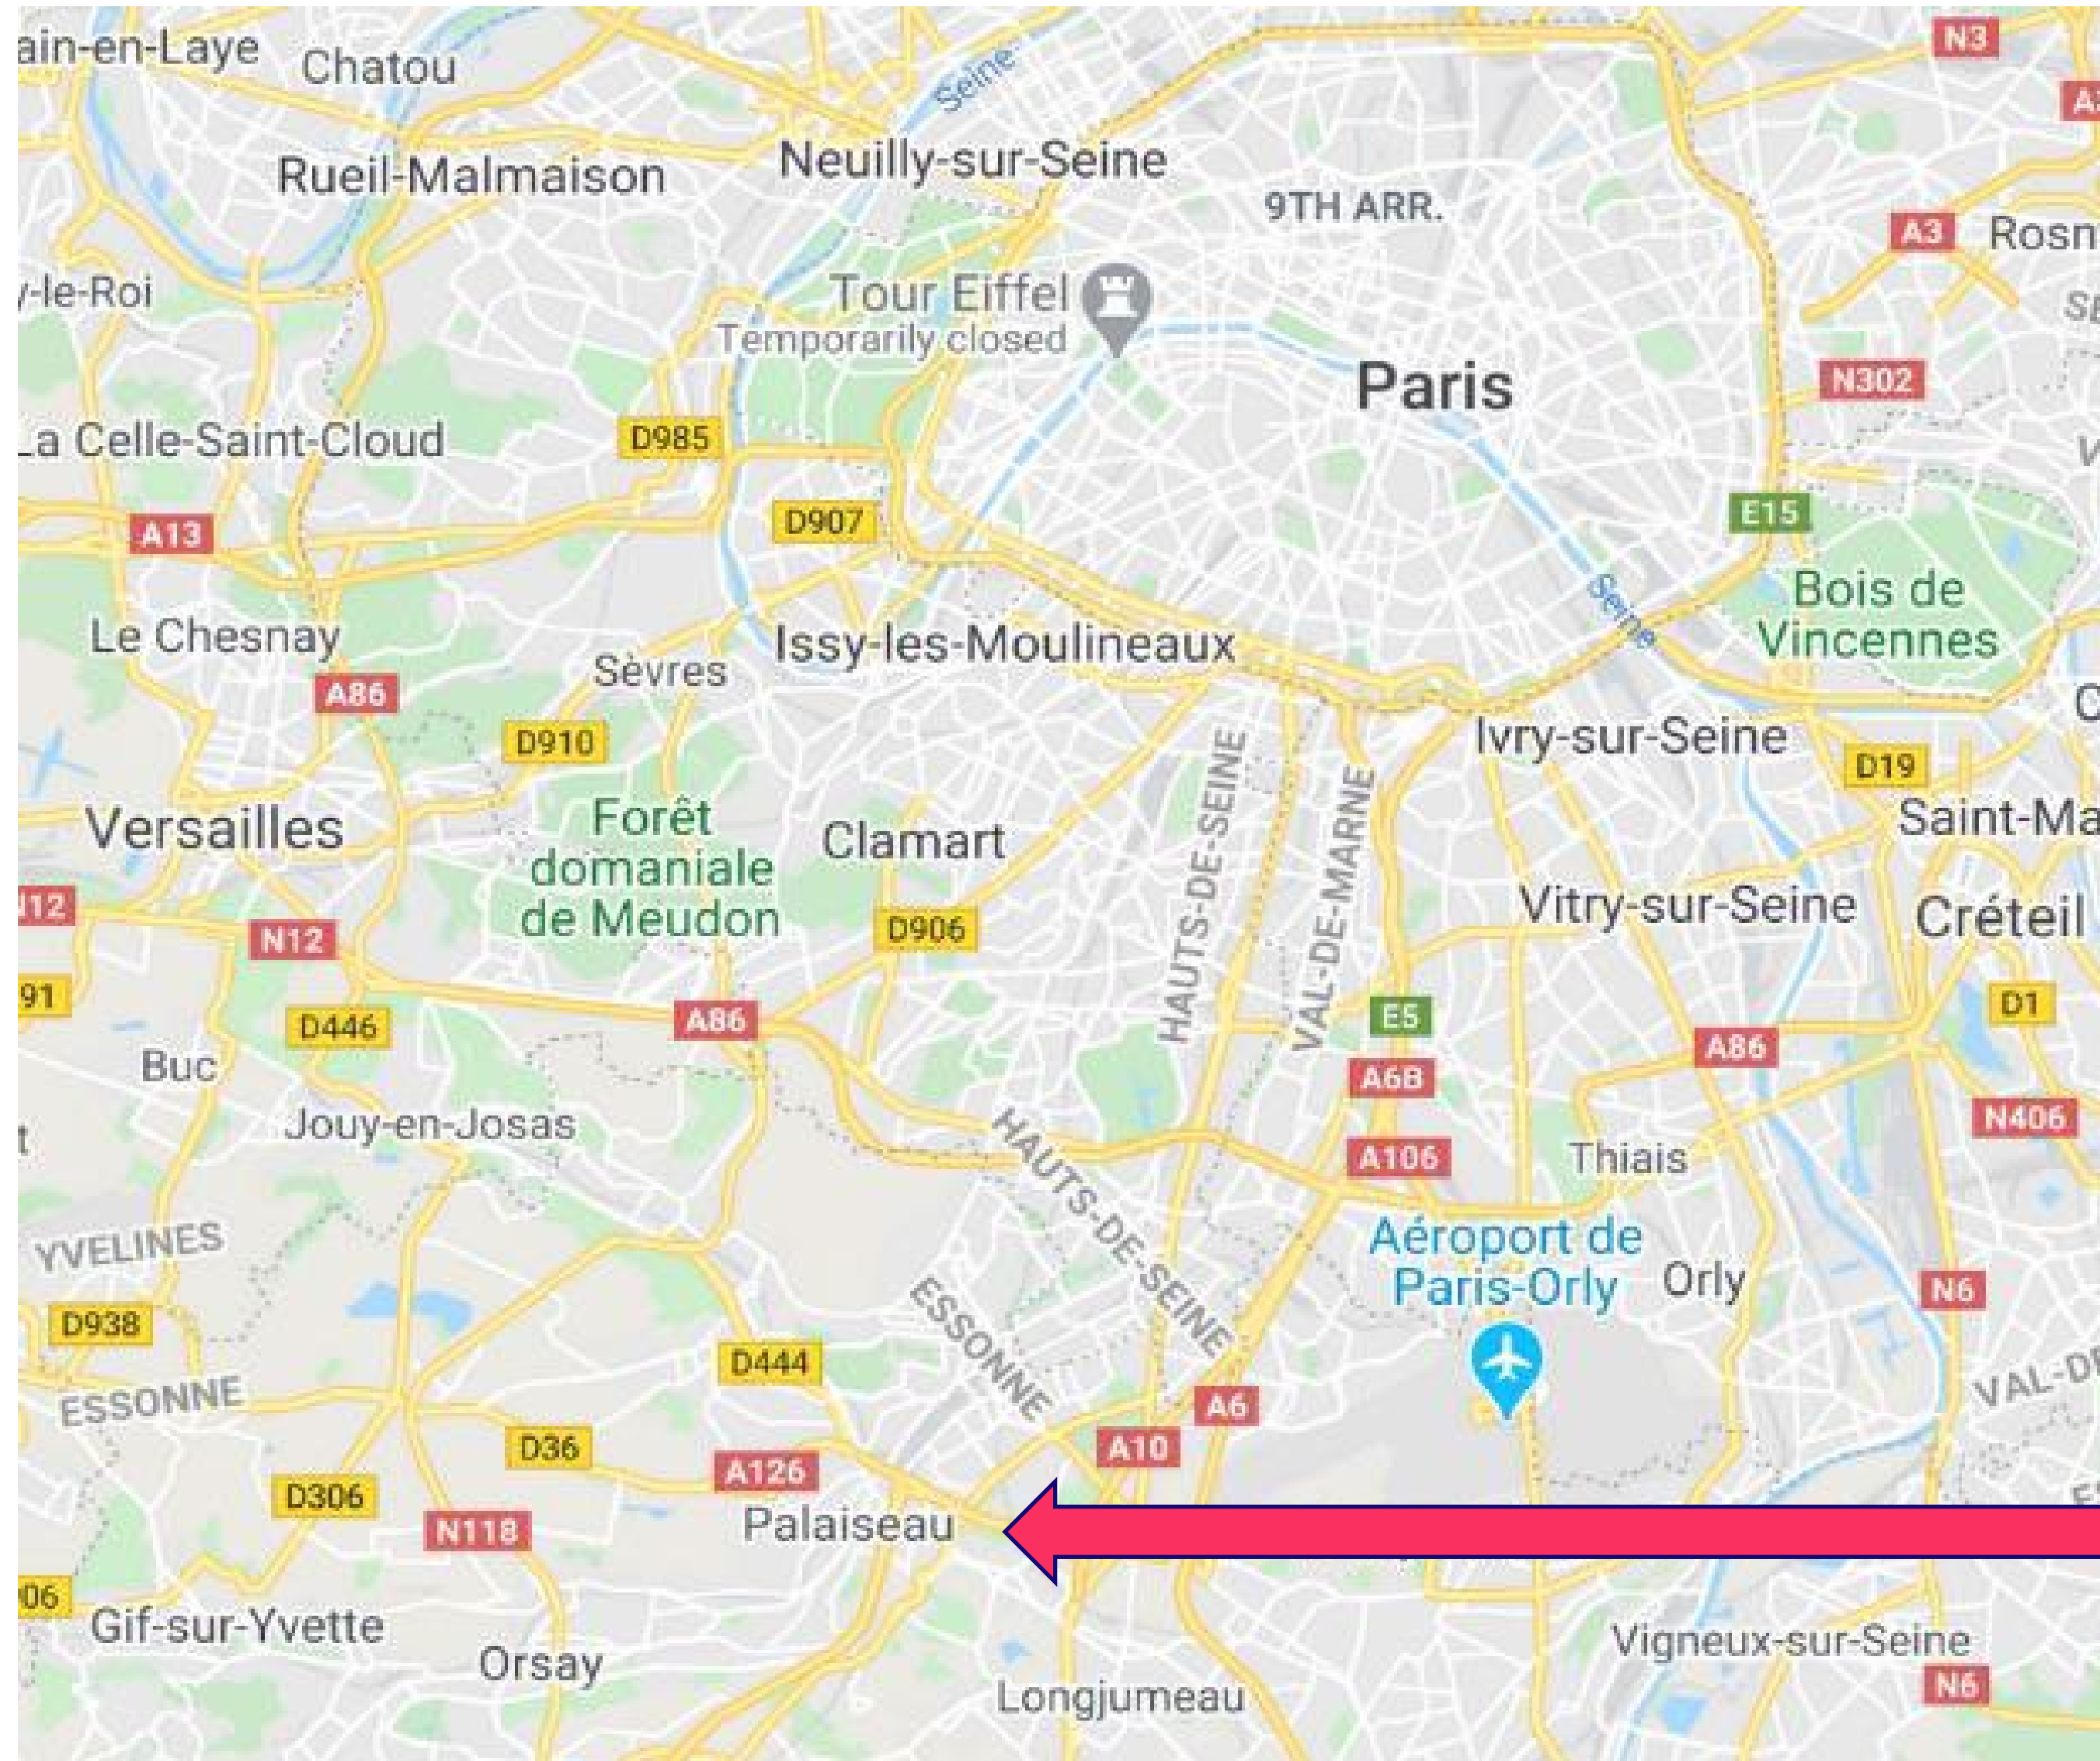 ain-en-Laye
Chatou
Seine
N3
Rueil-Malmaison
Neuilly-sur-Seine
9TH ARR.
A3
Rosn
y-le-Roi
Tour Eiffel
Temporarily closed
Paris
N302
La Celle-Saint-Cloud
D985
A13
D907
E15
Bois de
Vincennes
Seine
Le Chesnay
Sèvres
Issy-les-Moulineaux
A86
D910
Ivry-sur-Seine
D19
HAUTS-DE-SEINE
VAL-DE-MARNE
Versailles
Forêt
domaniale
de Meudon
Clamart
Saint-Ma
N12
N12
D906
Vitry-sur-Seine
Créteil
91
D446
A86
E5
D1
Buc
A6B
A86
Jouy-en-Josas
HAUTS-DE-SEINE
A106
Thiais
N406
t
YVELINES
Aéroport de
Paris-Orly
Orly
N6
D938
ESSONNE
D444
ESSONNE
A6
VAL-DE
D36
A126
A10
D306
N118
Palaiseau
06
Gif-sur-Yvette
Orsay
Longjumeau
Vigneux-sur-Seine
N6